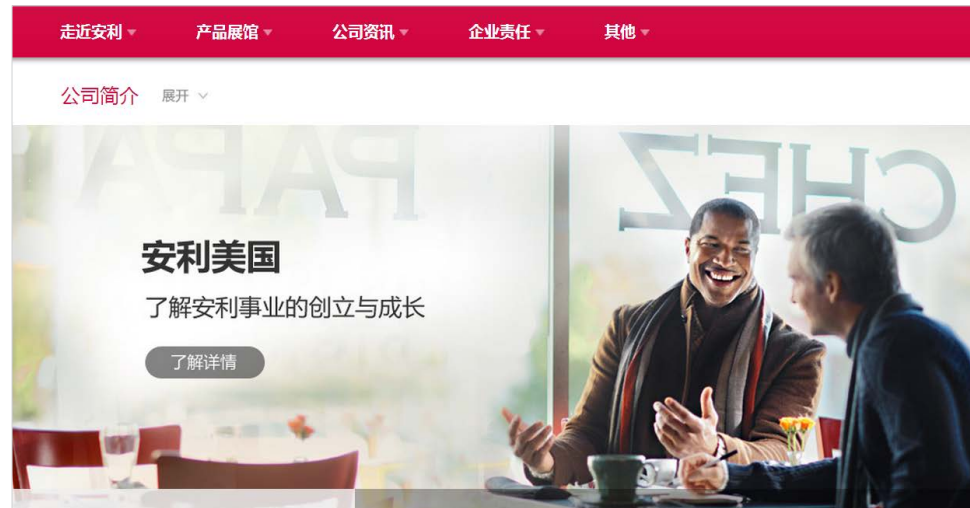 走近安利
产品展馆
公司资讯
企业责任
其他
公司简介
展开
PAPA
CHEZ
安利美国
了解安利事业的创立与成长
了解详情